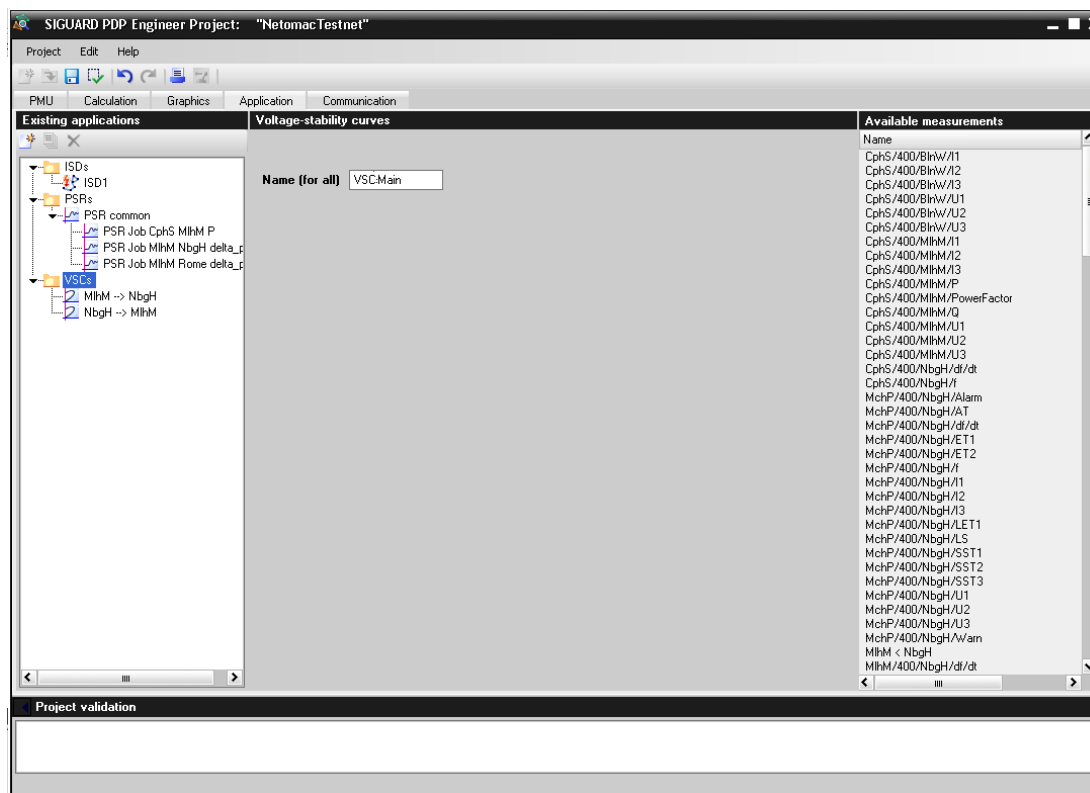 SIGUARD PDP Engineer Project: "NetomacTestnet"
Project Edit Help
PMU Calculation Graphics Application Communication
Existing applications
ISDs
ISD1
PSRs
PSR common
PSR Job CphS MlhM P
PSR Job MlhM NbgH delta_p
PSR Job MlhM Rome delta_p
VSCs
MlhM --> NbgH
NbgH --> MlhM
Voltage-stability curves
Name (for all) VSC:Main
Available measurements
Name
CphS/400/BlnW/I1
CphS/400/BlnW/I2
CphS/400/BlnW/I3
CphS/400/BlnW/U1
CphS/400/BlnW/U2
CphS/400/BlnW/U3
CphS/400/MlhM/I1
CphS/400/MlhM/I2
CphS/400/MlhM/I3
CphS/400/MlhM/P
CphS/400/MlhM/PowerFactor
CphS/400/MlhM/Q
CphS/400/MlhM/U1
CphS/400/MlhM/U2
CphS/400/MlhM/U3
CphS/400/NbgH/df/dt
CphS/400/NbgH/f
MchP/400/NbgH/Alarm
MchP/400/NbgH/AT
MchP/400/NbgH/df/dt
MchP/400/NbgH/ET1
MchP/400/NbgH/ET2
MchP/400/NbgH/f
MchP/400/NbgH/I1
MchP/400/NbgH/I2
MchP/400/NbgH/I3
MchP/400/NbgH/LET1
MchP/400/NbgH/LS
MchP/400/NbgH/SST1
MchP/400/NbgH/SST2
MchP/400/NbgH/SST3
MchP/400/NbgH/U1
MchP/400/NbgH/U2
MchP/400/NbgH/U3
MchP/400/NbgH/Warn
MlhM < NbgH
MlhM/400/NbgH/df/dt
Project validation